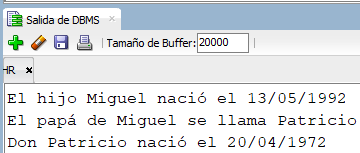 Salida de DBMS
Tamaño de Buffer: 20000
HR
El hijo Miguel nació el 13/05/1992
El papá de Miguel se llama Patricio
Don Patricio nació el 20/04/1972